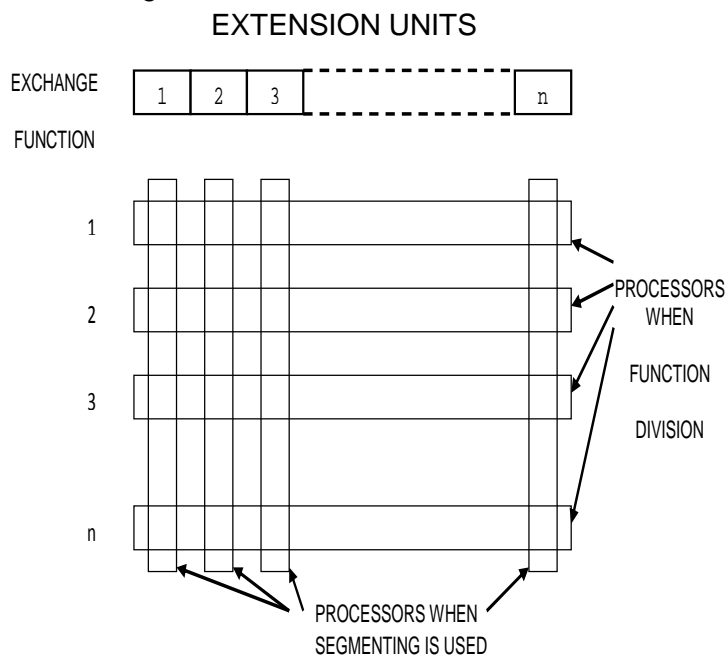 EXTENSION UNITS
EXCHANGE
FUNCTION
1 2 3 n
1
2
3
n
PROCESSORS
WHEN
FUNCTION
DIVISION
PROCESSORS WHEN
SEGMENTING IS USED